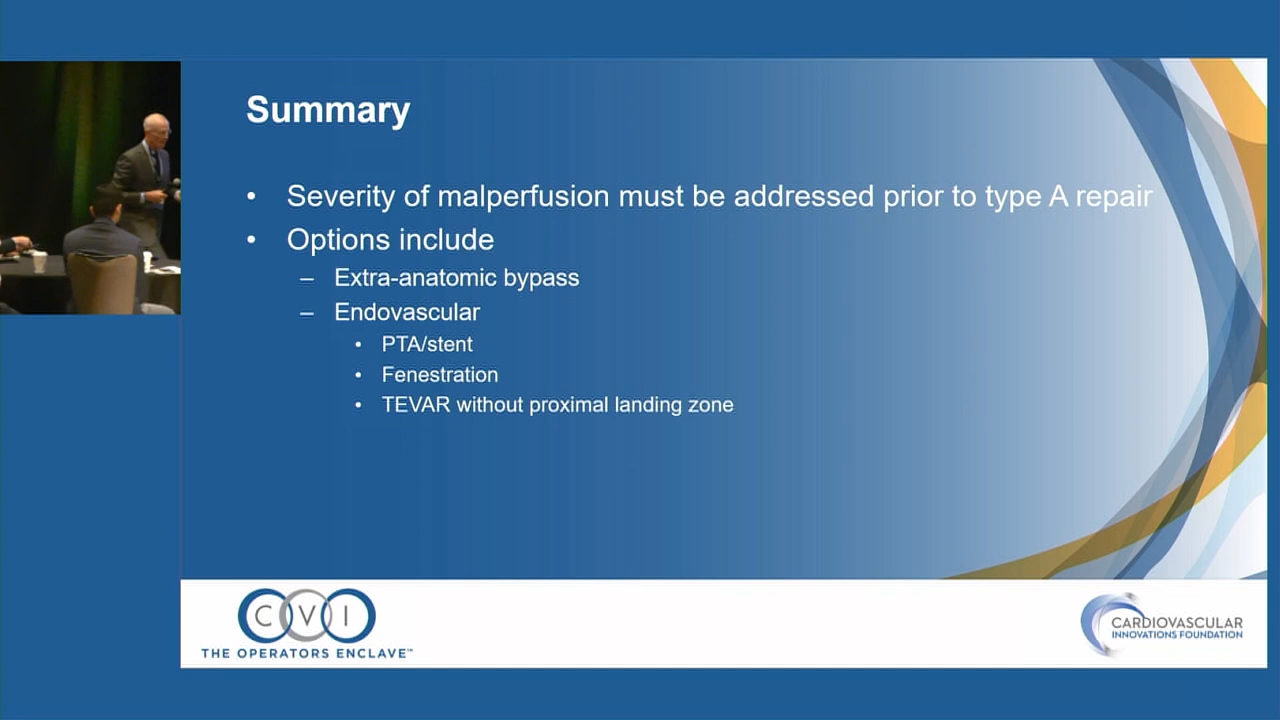 Summary
• Severity of malperfusion must be addressed prior to type A repair
• Options include
– Extra-anatomic bypass
– Endovascular
• PTA/stent
• Fenestration
• TEVAR without proximal landing zone
CVI
THE OPERATORS ENCLAVE™
CARDIOVASCULAR
INNOVATIONS FOUNDATION